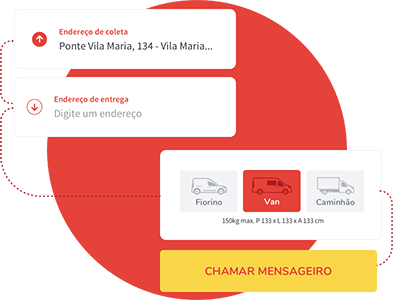 Endereço de coleta
Ponte Vila Maria, 134 - Vila Maria...
Endereço de entrega
Digite um endereço
Fiorino
Van
Caminhão
150kg max. P 133 x L 133 x A 133 cm
CHAMAR MENSAGEIRO